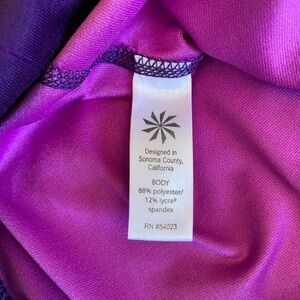 Designed in
Sonoma County,
California
BODY
88% polyester/
12% lycra®
spandex
RN #54023